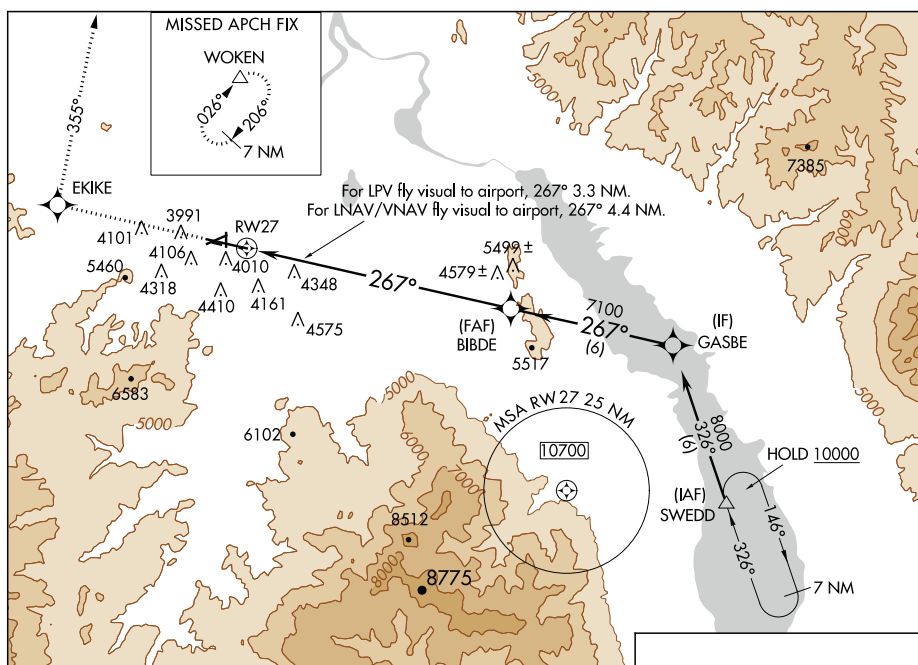 MISSED APCH FIX
WOKEN
026°
206°
7 NM
355°
EKIKE
5000
7385
6000
For LPV fly visual to airport, 267° 3.3 NM.
For LNAV/VNAV fly visual to airport, 267° 4.4 NM.
RW27
3991
4101
4106
4010
5460
4318
4410
4161
4348
4575
267°
5499 ±
4579 ±
(FAF)
BIBDE
7100
267°
(6)
5517
(IF)
GASBE
6583
5000
5000
5000
6102
MSA RW27 25 NM
10700
8000
326°
(6)
HOLD 10000
(IAF)
SWEDD
146°
326°
7 NM
7000
8512
8000
8775